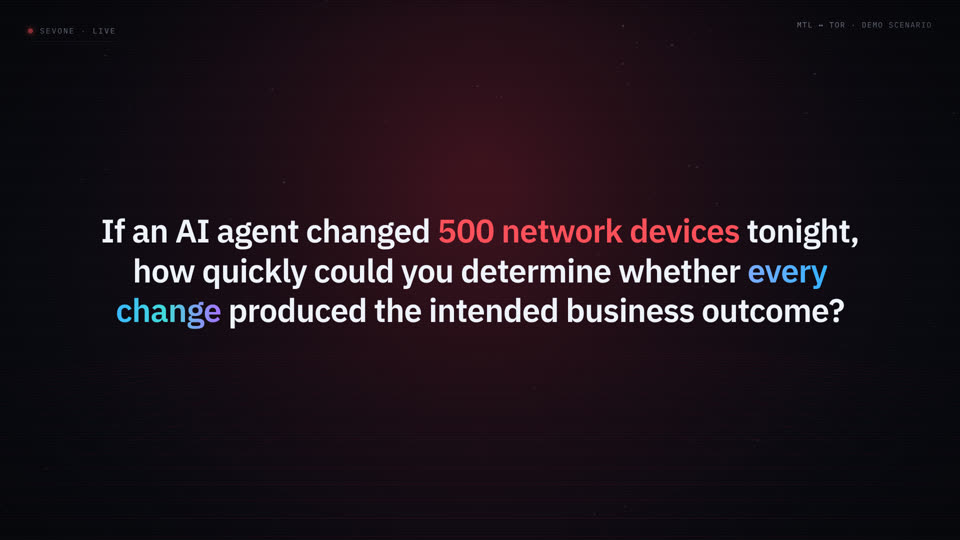 SEVONE · LIVE
MTL ↔ TOR · DEMO SCENARIO
If an AI agent changed 500 network devices tonight,
how quickly could you determine whether every
change produced the intended business outcome?